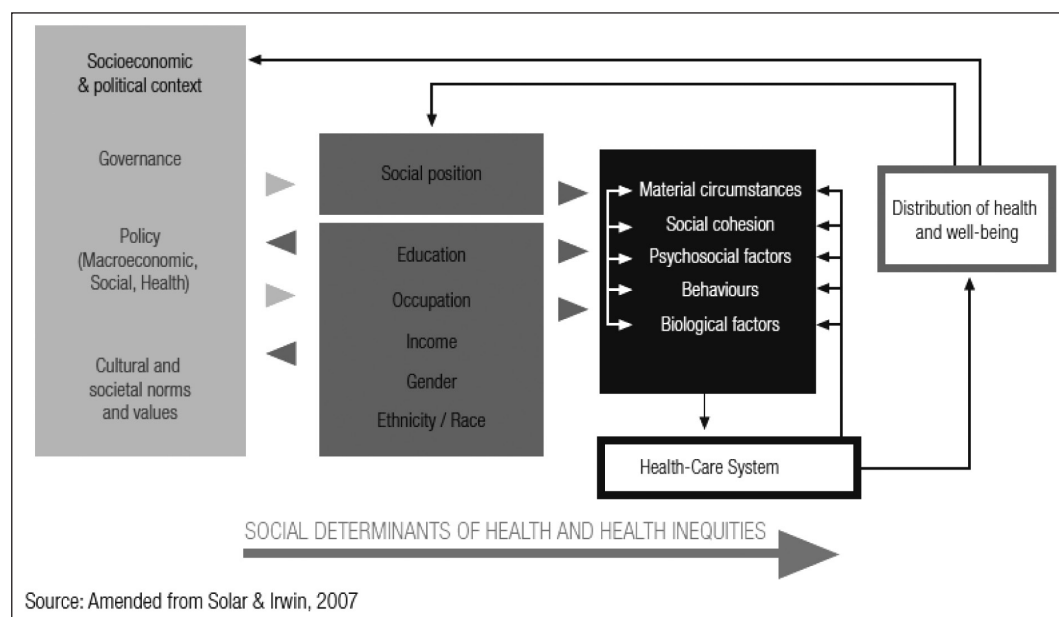 Socioeconomic
& political context
Governance
Policy
(Macroeconomic,
Social, Health)
Cultural and
societal norms
and values
Social position
Education
Occupation
Income
Gender
Ethnicity / Race
Material circumstances
Social cohesion
Psychosocial factors
Behaviours
Biological factors
Health-Care System
Distribution of health
and well-being
SOCIAL DETERMINANTS OF HEALTH AND HEALTH INEQUITIES
Source: Amended from Solar & Irwin, 2007